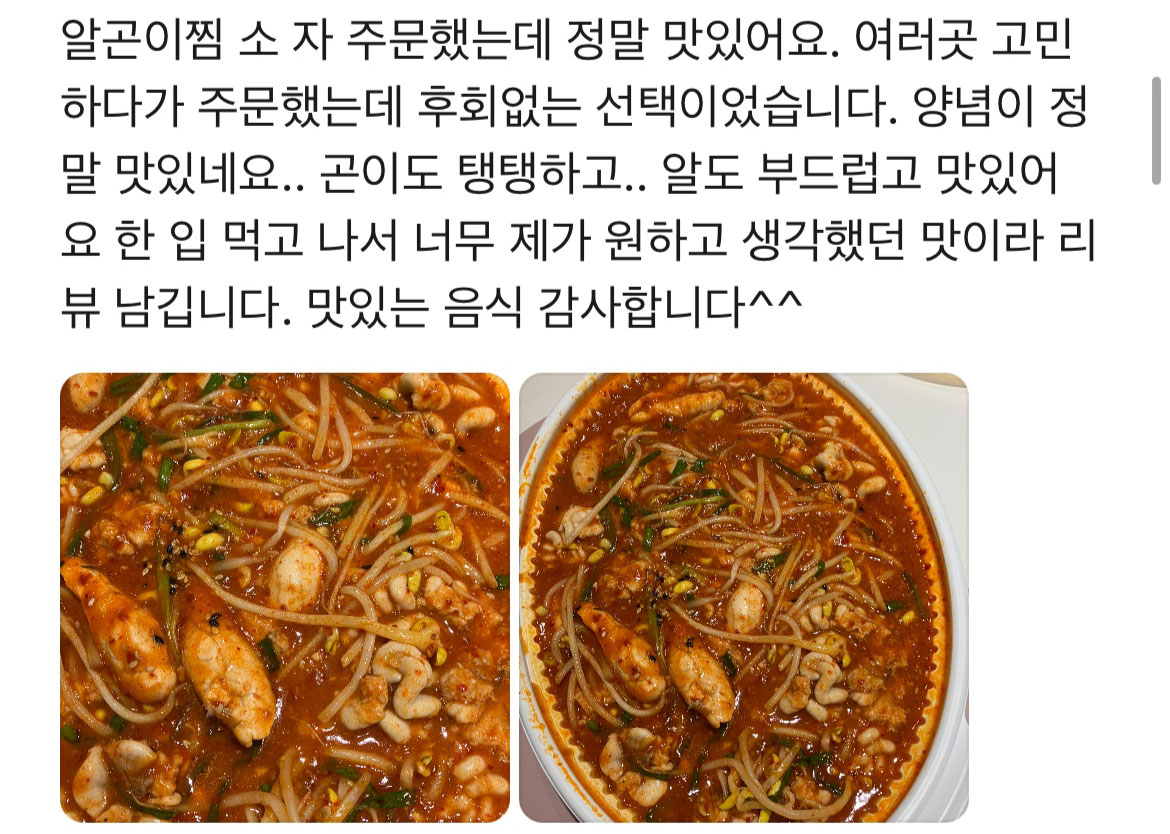 알곤이찜 소 자 주문했는데 정말 맛있어요. 여러곳 고민
하다가 주문했는데 후회없는 선택이었습니다. 양념이 정
말 맛있네요.. 곤이도 탱탱하고.. 알도 부드럽고 맛있어
요 한 입 먹고 나서 너무 제가 원하고 생각했던 맛이라 리
뷰 남깁니다. 맛있는 음식 감사합니다^^